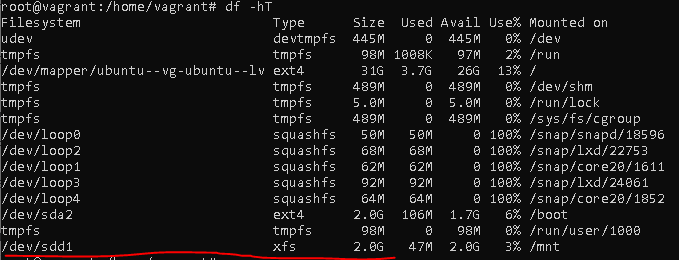 root@vagrant:/home/vagrant# df -hT
Filesystem Type Size Used Avail Use% Mounted on
udev devtmpfs 445M 0 445M 0% /dev
tmpfs tmpfs 98M 1008K 97M 2% /run
/dev/mapper/ubuntu--vg-ubuntu--lv ext4 31G 3.7G 26G 13% /
tmpfs tmpfs 489M 0 489M 0% /dev/shm
tmpfs tmpfs 5.0M 0 5.0M 0% /run/lock
tmpfs tmpfs 489M 0 489M 0% /sys/fs/cgroup
/dev/loop0 squashfs 50M 50M 0 100% /snap/snapd/18596
/dev/loop2 squashfs 68M 68M 0 100% /snap/lxd/22753
/dev/loop1 squashfs 62M 62M 0 100% /snap/core20/1611
/dev/loop3 squashfs 92M 92M 0 100% /snap/lxd/24061
/dev/loop4 squashfs 64M 64M 0 100% /snap/core20/1852
/dev/sda2 ext4 2.0G 106M 1.7G 6% /boot
tmpfs tmpfs 98M 0 98M 0% /run/user/1000
/dev/sdd1 xfs 2.0G 47M 2.0G 3% /mnt